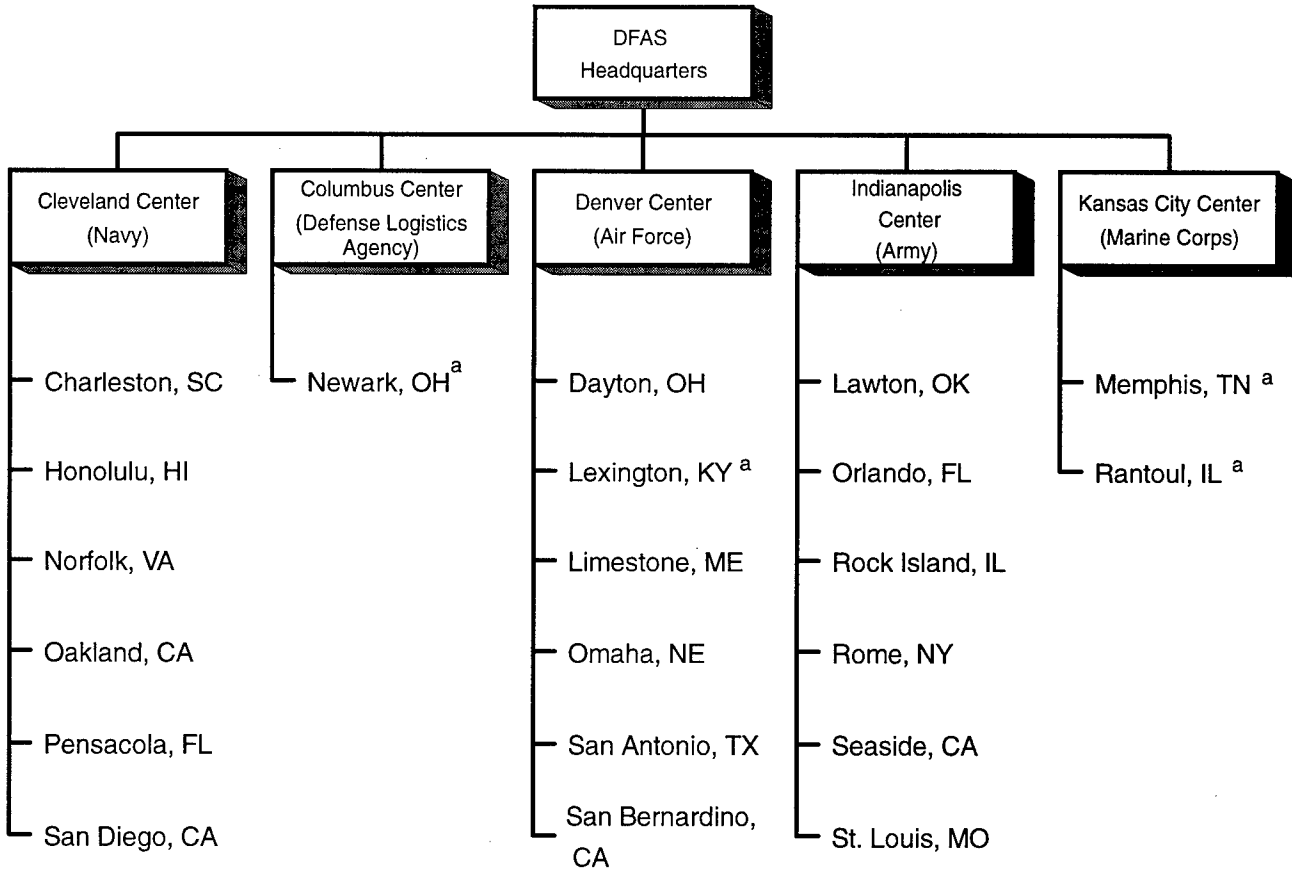 DFAS
Headquarters
Cleveland Center
(Navy)
Columbus Center
(Defense Logistics
Agency)
Denver Center
(Air Force)
Indianapolis
Center
(Army)
Kansas City Center
(Marine Corps)
Charleston, SC
Honolulu, HI
Norfolk, VA
Oakland, CA
Pensacola, FL
San Diego, CA
Newark, OH a
Dayton, OH
Lexington, KY a
Limestone, ME
Omaha, NE
San Antonio, TX
San Bernardino,
CA
Lawton, OK
Orlando, FL
Rock Island, IL
Rome, NY
Seaside, CA
St. Louis, MO
Memphis, TN a
Rantoul, IL a